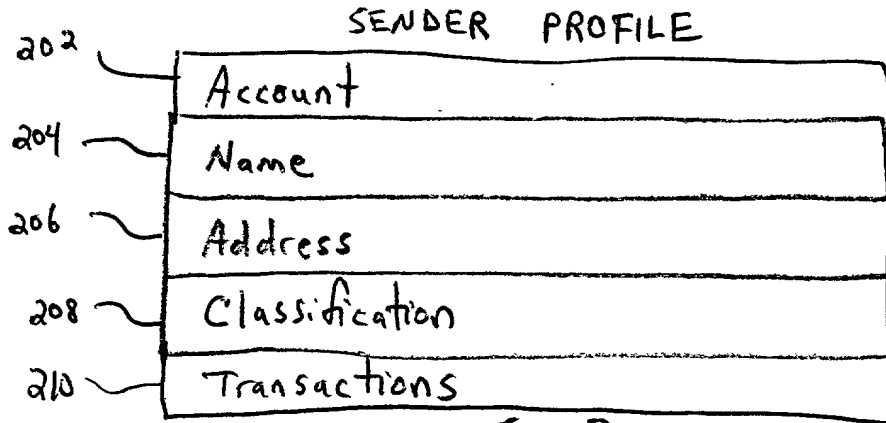 SENDER PROFILE
202
Account
204
Name
206
Address
208
Classification
210
Transactions